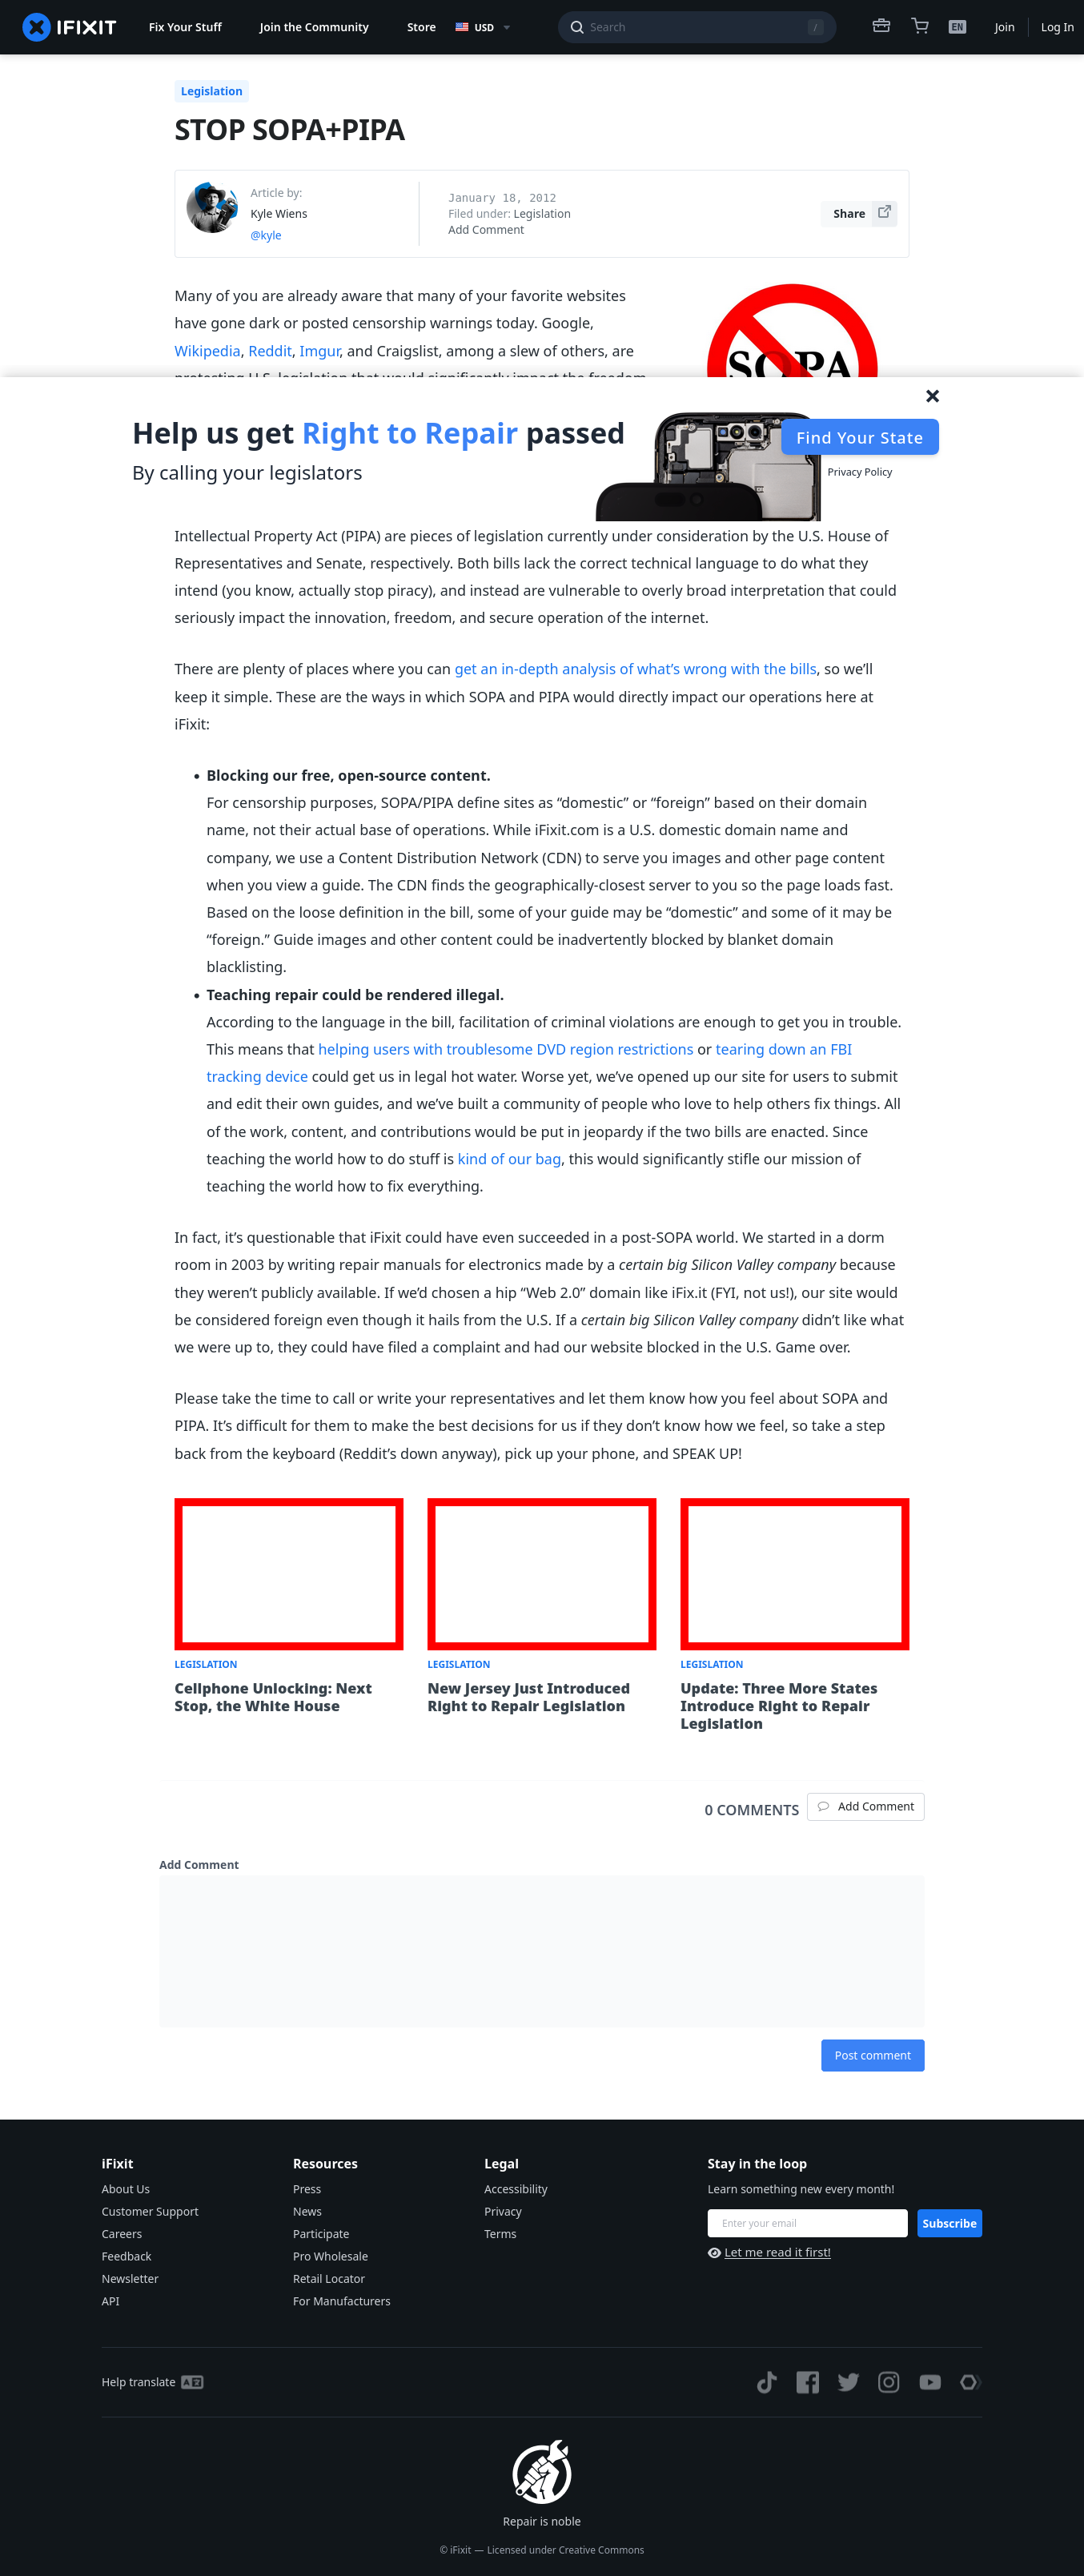 IFIXIT
Fix Your Stuff
Join the Community
Store
USD
Search
/
EN
Join
Log In
Legislation
STOP SOPA+PIPA
Article by:
Kyle Wiens
@kyle
January 18, 2012
Filed under: Legislation
Add Comment
Share
Many of you are already aware that many of your favorite websites
have gone dark or posted censorship warnings today. Google,
Wikipedia, Reddit, Imgur, and Craigslist, among a slew of others, are
protesting U.S. legislation that would significantly impact the freedom
SOPA
Help us get Right to Repair passed
By calling your legislators
Find Your State
Privacy Policy
Intellectual Property Act (PIPA) are pieces of legislation currently under consideration by the U.S. House of
Representatives and Senate, respectively. Both bills lack the correct technical language to do what they
intend (you know, actually stop piracy), and instead are vulnerable to overly broad interpretation that could
seriously impact the innovation, freedom, and secure operation of the internet.
There are plenty of places where you can get an in-depth analysis of what’s wrong with the bills, so we’ll
keep it simple. These are the ways in which SOPA and PIPA would directly impact our operations here at
iFixit:
• Blocking our free, open-source content.
For censorship purposes, SOPA/PIPA define sites as “domestic” or “foreign” based on their domain
name, not their actual base of operations. While iFixit.com is a U.S. domestic domain name and
company, we use a Content Distribution Network (CDN) to serve you images and other page content
when you view a guide. The CDN finds the geographically-closest server to you so the page loads fast.
Based on the loose definition in the bill, some of your guide may be “domestic” and some of it may be
“foreign.” Guide images and other content could be inadvertently blocked by blanket domain
blacklisting.
• Teaching repair could be rendered illegal.
According to the language in the bill, facilitation of criminal violations are enough to get you in trouble.
This means that helping users with troublesome DVD region restrictions or tearing down an FBI
tracking device could get us in legal hot water. Worse yet, we’ve opened up our site for users to submit
and edit their own guides, and we’ve built a community of people who love to help others fix things. All
of the work, content, and contributions would be put in jeopardy if the two bills are enacted. Since
teaching the world how to do stuff is kind of our bag, this would significantly stifle our mission of
teaching the world how to fix everything.
In fact, it’s questionable that iFixit could have even succeeded in a post-SOPA world. We started in a dorm
room in 2003 by writing repair manuals for electronics made by a certain big Silicon Valley company because
they weren’t publicly available. If we’d chosen a hip “Web 2.0” domain like iFix.it (FYI, not us!), our site would
be considered foreign even though it hails from the U.S. If a certain big Silicon Valley company didn’t like what
we were up to, they could have filed a complaint and had our website blocked in the U.S. Game over.
Please take the time to call or write your representatives and let them know how you feel about SOPA and
PIPA. It’s difficult for them to make the best decisions for us if they don’t know how we feel, so take a step
back from the keyboard (Reddit’s down anyway), pick up your phone, and SPEAK UP!
LEGISLATION
Cellphone Unlocking: Next
Stop, the White House
LEGISLATION
New Jersey Just Introduced
Right to Repair Legislation
LEGISLATION
Update: Three More States
Introduce Right to Repair
Legislation
0 COMMENTS
Add Comment
Add Comment
Post comment
iFixit
About Us
Customer Support
Careers
Feedback
Newsletter
API
Resources
Press
News
Participate
Pro Wholesale
Retail Locator
For Manufacturers
Legal
Accessibility
Privacy
Terms
Stay in the loop
Learn something new every month!
Enter your email
Subscribe
Let me read it first!
Help translate
Repair is noble
© iFixit — Licensed under Creative Commons